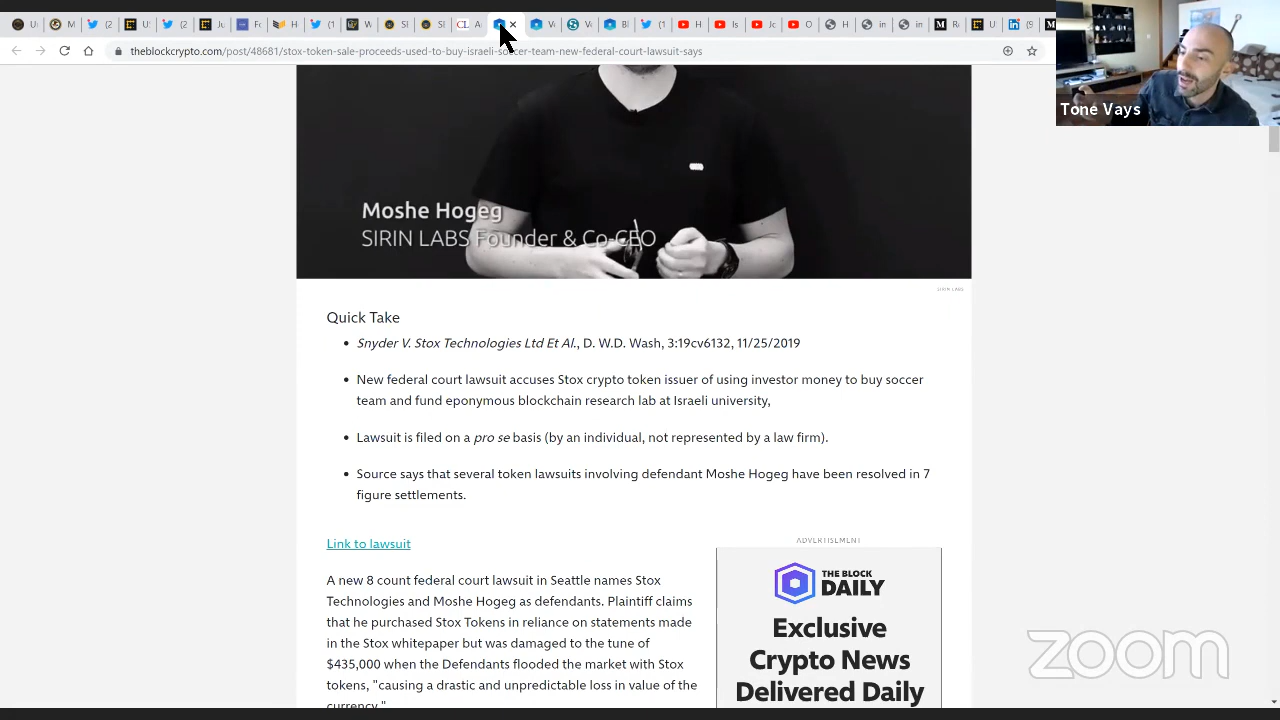 theblockcrypto.com/post/48681/stox-token-sale-proceeds-used-to-buy-israeli-soccer-team-new-federal-court-lawsuit-says
Tone Vays
Moshe Hogeg
SIRIN LABS Founder & Co-CEO
SIRIN LABS
Quick Take
Snyder V. Stox Technologies Ltd Et Al., D. W.D. Wash, 3:19cv6132, 11/25/2019
New federal court lawsuit accuses Stox crypto token issuer of using investor money to buy soccer
team and fund eponymous blockchain research lab at Israeli university,
Lawsuit is filed on a pro se basis (by an individual, not represented by a law firm).
Source says that several token lawsuits involving defendant Moshe Hogeg have been resolved in 7
figure settlements.
Link to lawsuit
A new 8 count federal court lawsuit in Seattle names Stox
Technologies and Moshe Hogeg as defendants. Plaintiff claims
that he purchased Stox Tokens in reliance on statements made
in the Stox whitepaper but was damaged to the tune of
$435,000 when the Defendants flooded the market with Stox
tokens, "causing a drastic and unpredictable loss in value of the
currency."
ADVERTISEMENT
THE BLOCK
DAILY
Exclusive
Crypto News
Delivered Daily
zoom